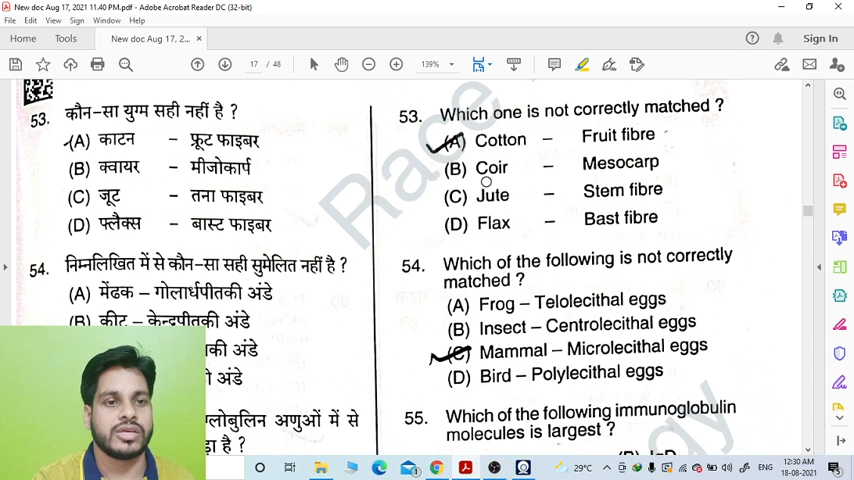 New doc Aug 17, 2021 11.40 PM.pdf - Adobe Acrobat Reader DC (32-bit)
File Edit View Sign Window Help
Home Tools New doc Aug 17, 2... × Sign In
17 / 48 139%
53. कौन-सा युग्म सही नहीं है ?
(A) काटन – फ्रूट फाइबर
(B) क्वायर – मीजोकार्प
(C) जूट – तना फाइबर
(D) फ्लैक्स – बास्ट फाइबर
54. निम्नलिखित में से कौन-सा सही सुमेलित नहीं है ?
(A) मेंढक – गोलार्धपीतकी अंडे
(B) कीट – केन्द्रपीतकी अंडे
पीतकी अंडे
अंडे
ग्लोबुलिन अणुओं में से
ड़ा है ?
53. Which one is not correctly matched ?
(A) Cotton – Fruit fibre
(B) Coir – Mesocarp
(C) Jute – Stem fibre
(D) Flax – Bast fibre
54. Which of the following is not correctly
matched ?
(A) Frog – Telolecithal eggs
(B) Insect – Centrolecithal eggs
(C) Mammal – Microlecithal eggs
(D) Bird – Polylecithal eggs
55. Which of the following immunoglobulin
molecules is largest ?
(B) IgD
Race
29°C ENG 12:30 AM
18-08-2021